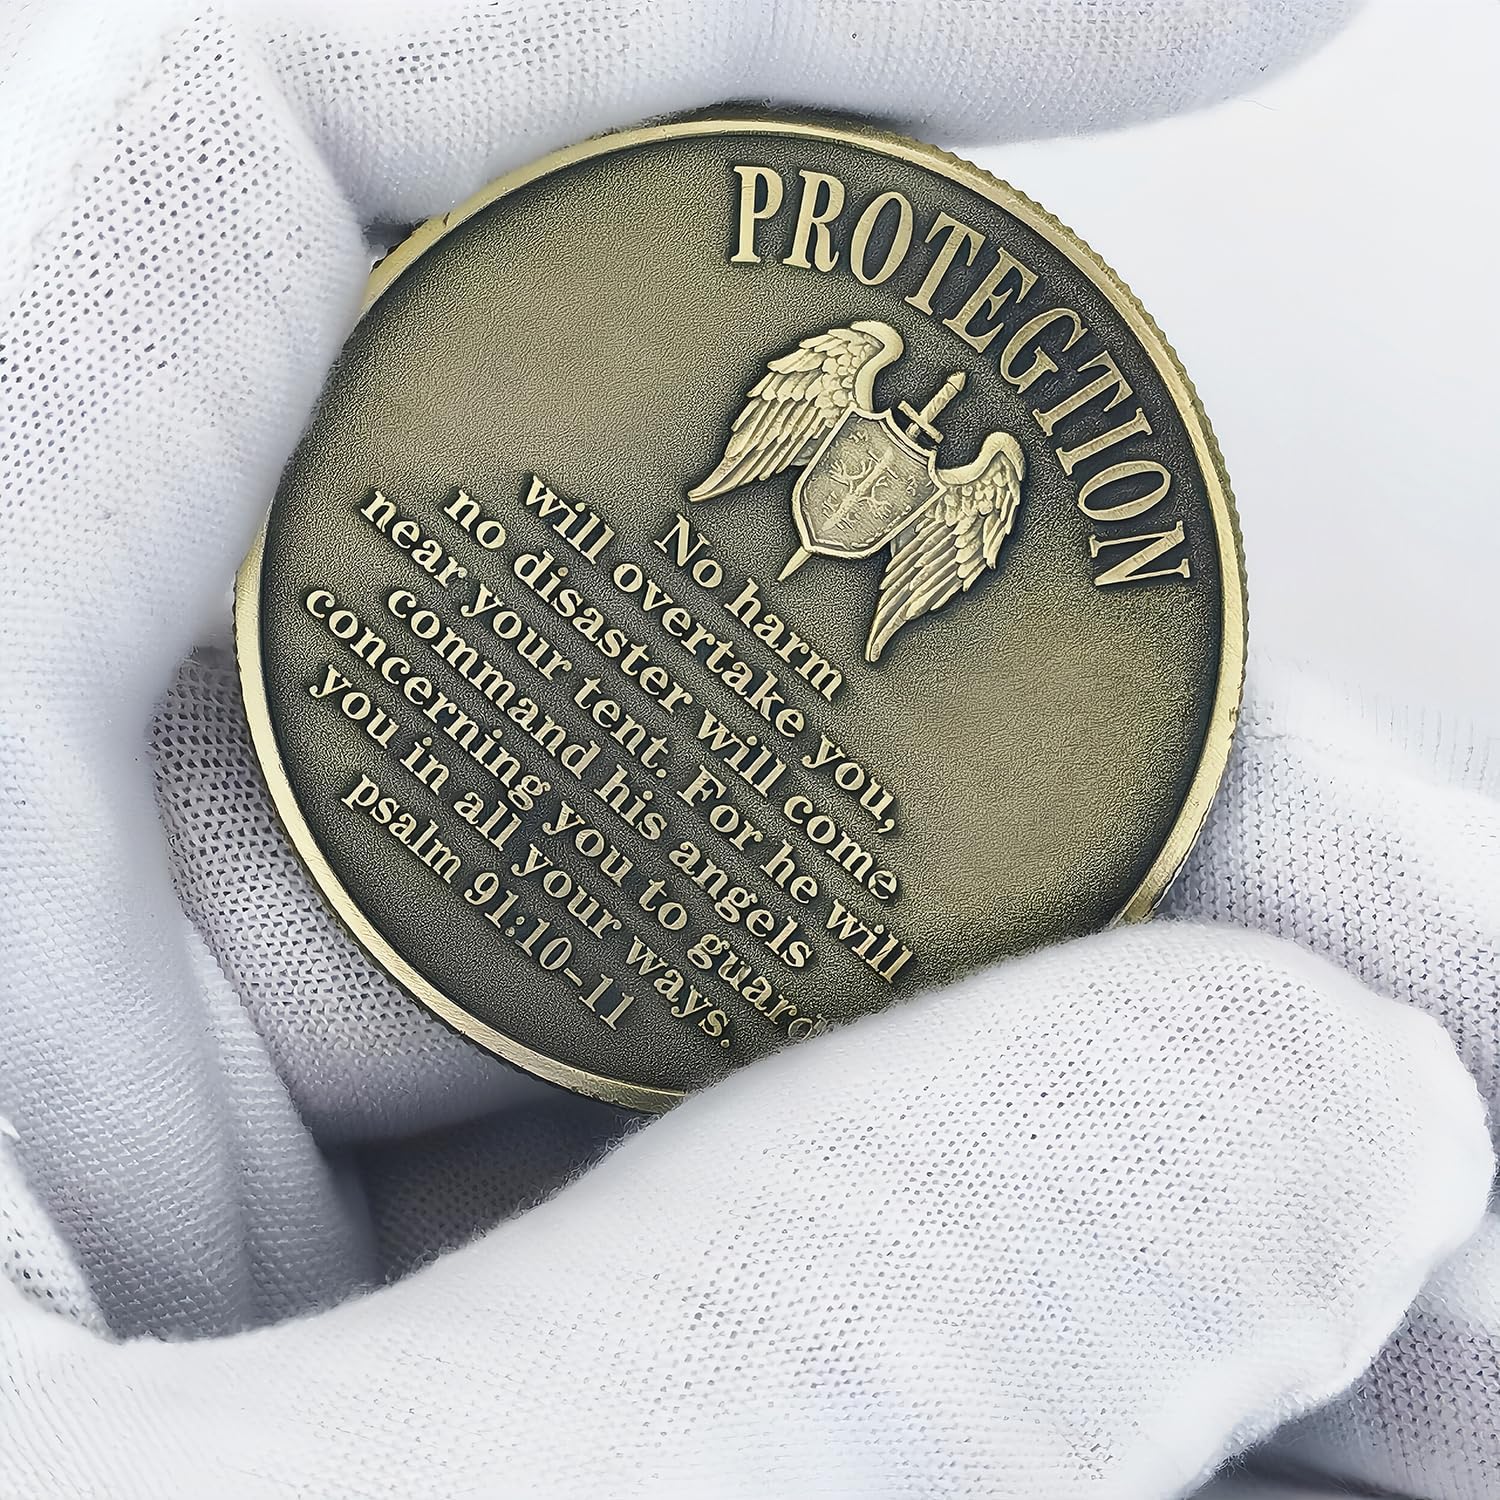 PROTEGTION
No harm
will overtake you,
no disaster will come
near your tent. For he will
command his angels
concerning you to guard
you in all your ways.
psalm 91:10-11